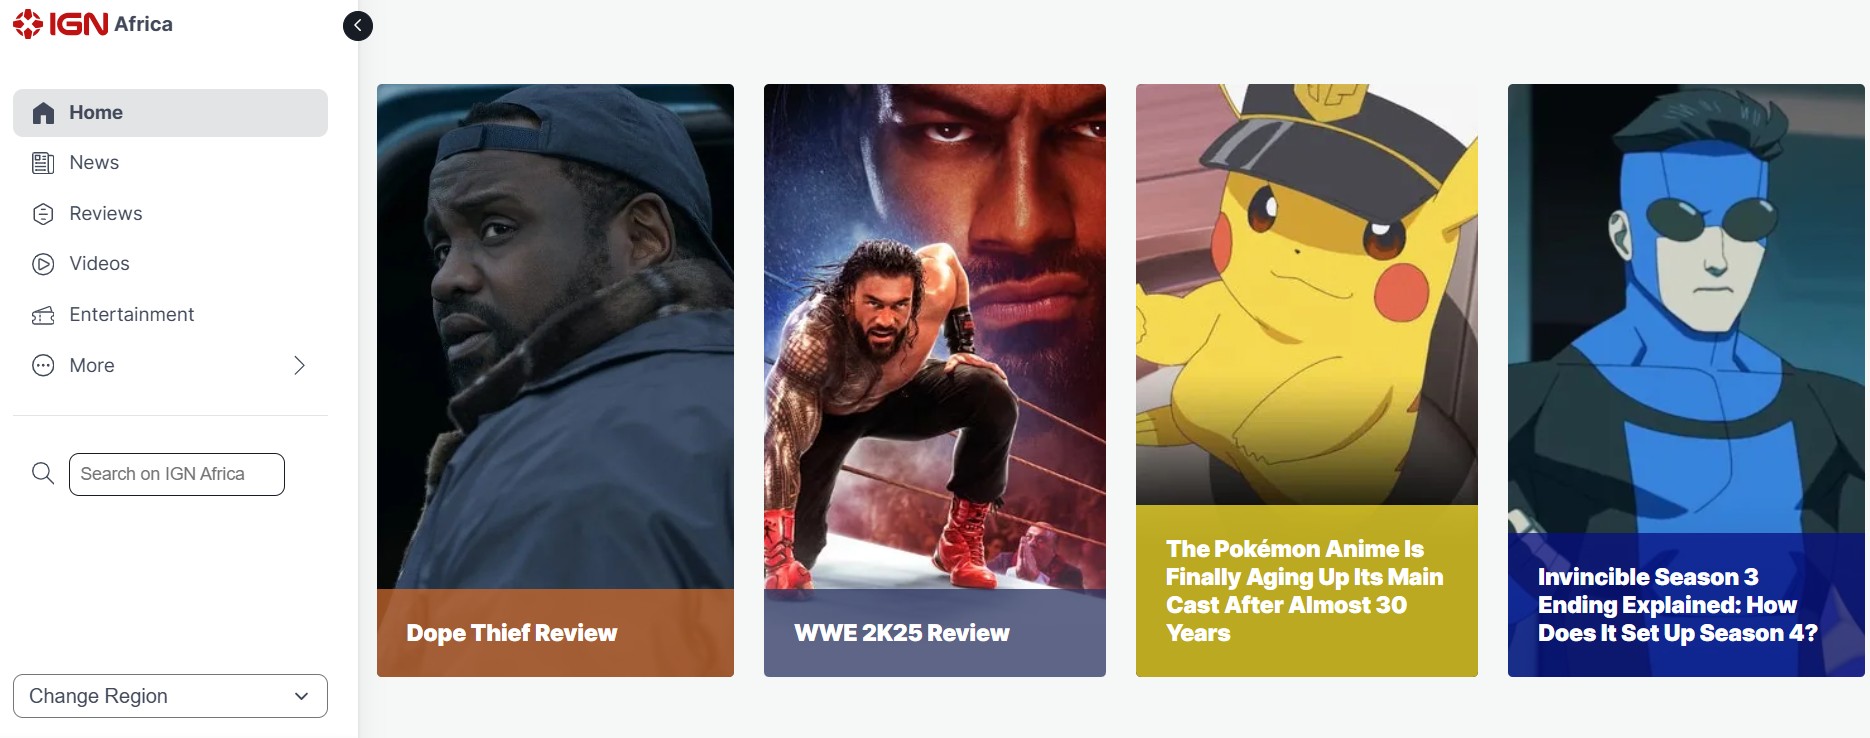 IGN Africa
Home
News
Reviews
Videos
Entertainment
More
Search on IGN Africa
Change Region
Dope Thief Review
WWE 2K25 Review
The Pokémon Anime Is
Finally Aging Up Its Main
Cast After Almost 30
Years
Invincible Season 3
Ending Explained: How
Does It Set Up Season 4?